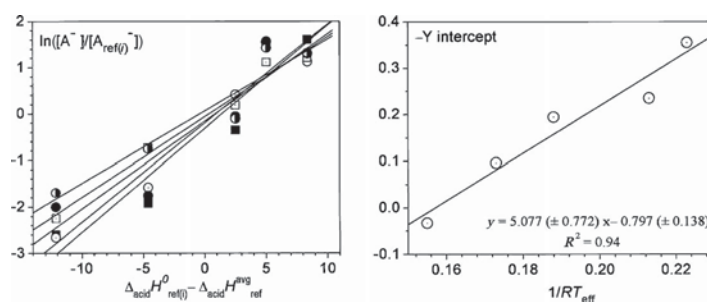 ln([A⁻]/[A_ref(i)⁻])
2
1
0
-1
-2
-3
-10 -5 0 5 10
Δ_acid H⁰_ref(i) – Δ_acid H^avg_ref
–Y intercept
0.4
0.3
0.2
0.1
0.0
-0.1
y = 5.077 (± 0.772) x– 0.797 (± 0.138)
R² = 0.94
0.16 0.18 0.20 0.22
1/RT_eff